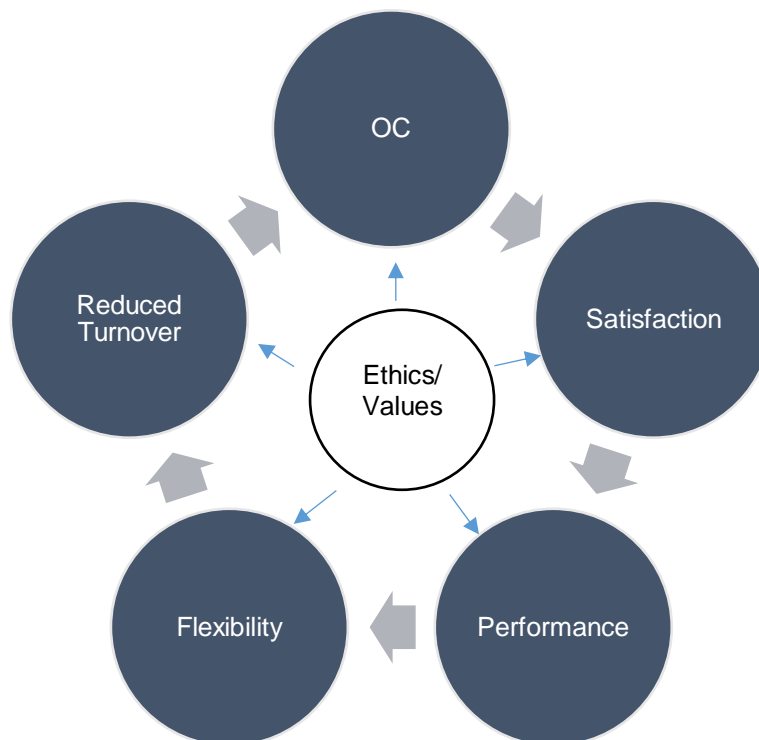 OC
Satisfaction
Performance
Flexibility
Reduced
Turnover
Ethics/
Values